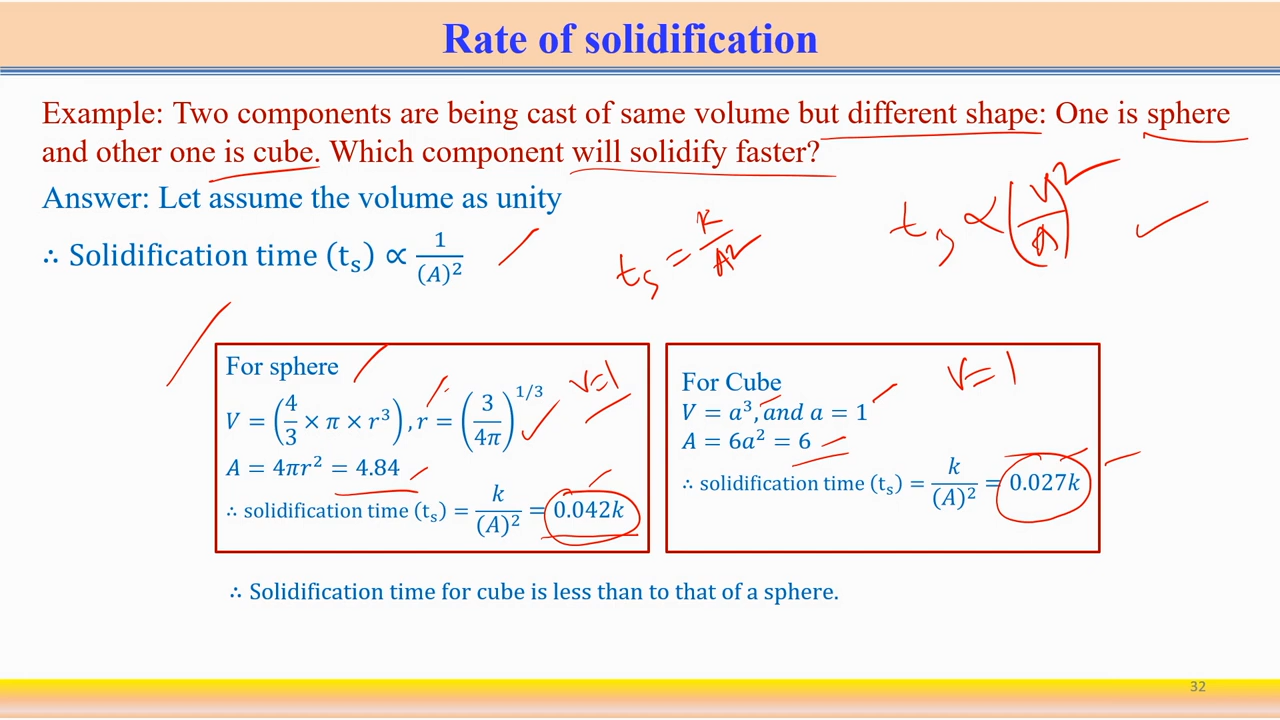 Rate of solidification
Example: Two components are being cast of same volume but different shape: One is sphere
and other one is cube. Which component will solidify faster?
Answer: Let assume the volume as unity
∴ Solidification time (tₛ) ∝ 1/(A)²
tₛ = K/A²
tₛ ∝ (V/A)²
For sphere
V = (4/3 × π × r³), r = (3/4π)^1/3
V=1
A = 4πr² = 4.84
∴ solidification time (tₛ) = k/(A)² = 0.042k
For Cube
V=1
V = a³, and a = 1
A = 6a² = 6
∴ solidification time (tₛ) = k/(A)² = 0.027k
∴ Solidification time for cube is less than to that of a sphere.
32